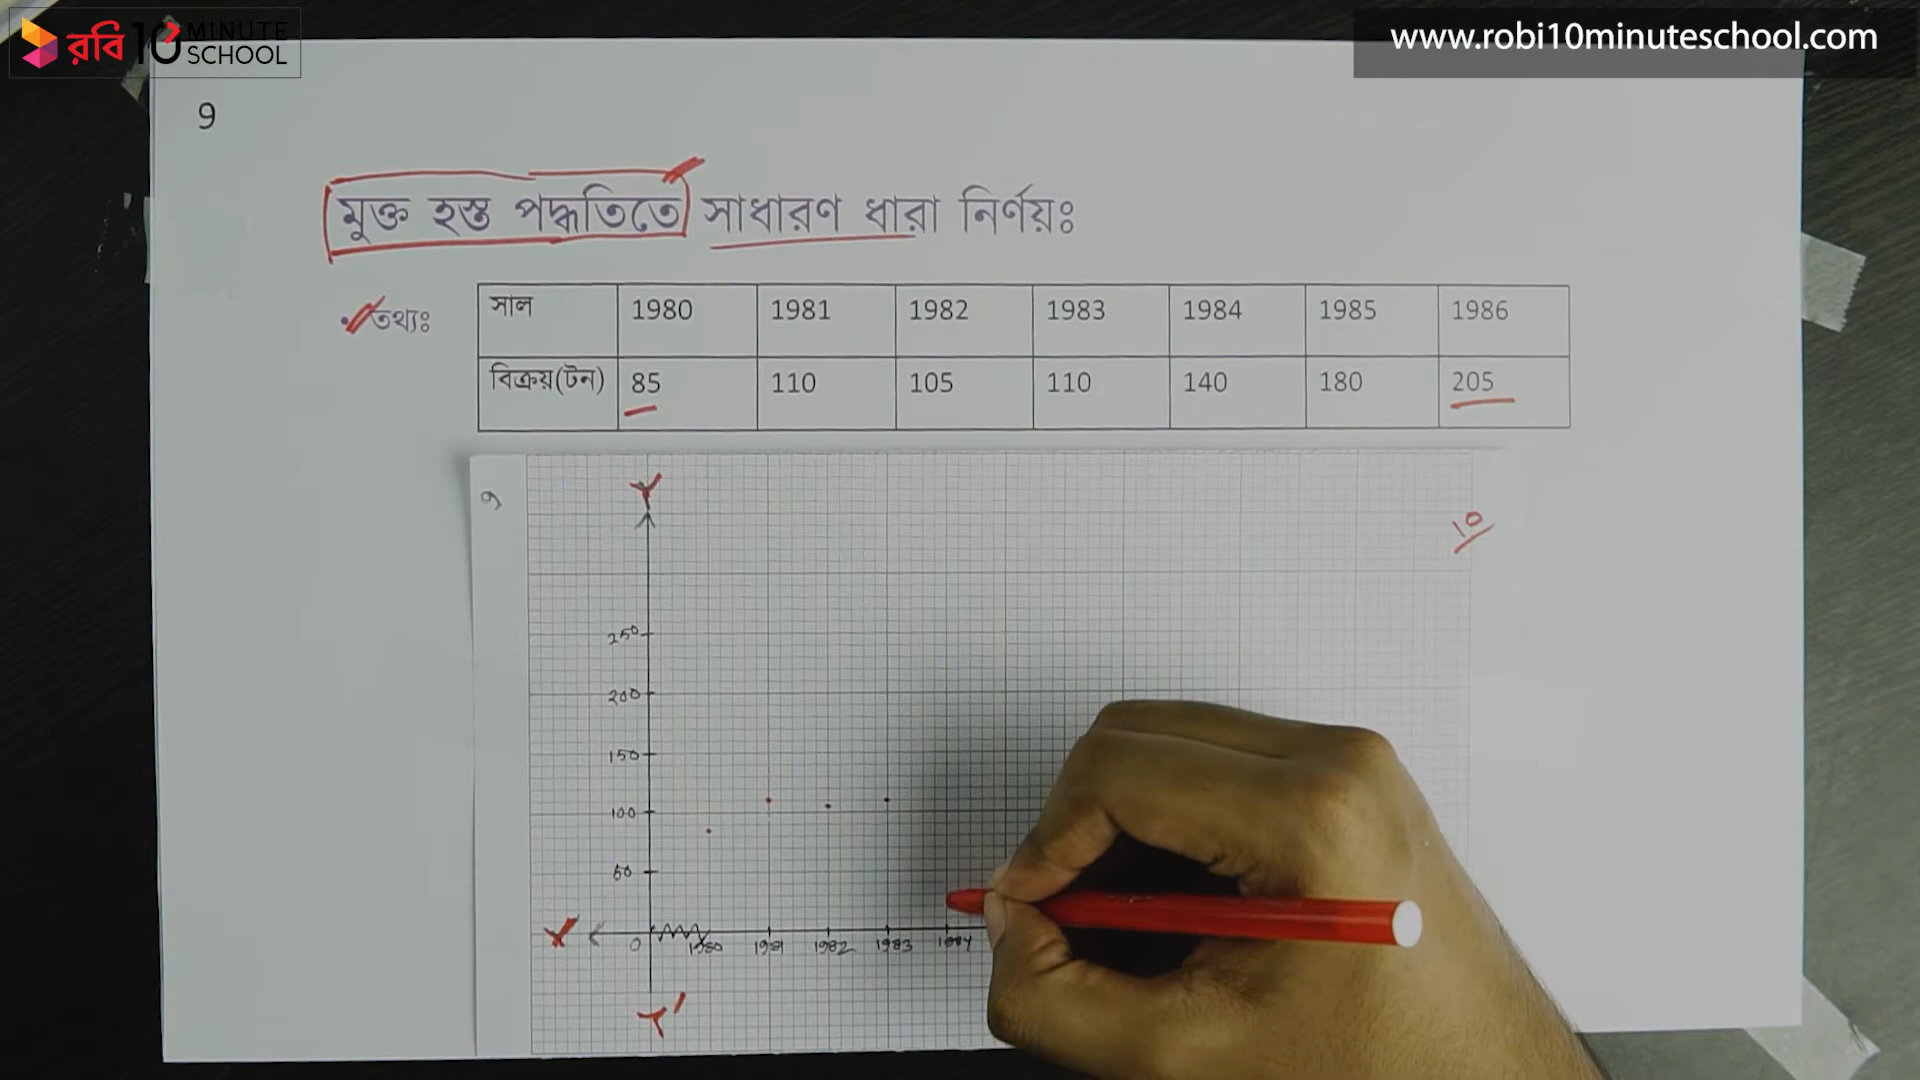 রবি 10 MINUTE SCHOOL
www.robi10minuteschool.com
9
মুক্ত হস্ত পদ্ধতিতে সাধারণ ধারা নির্ণয়ঃ
তথ্যঃ
সাল 1980 1981 1982 1983 1984 1985 1986
বিক্রয়(টন) 85 110 105 110 140 180 205
Y
10
250
200
150
100
50
X
0 1980 1981 1982 1983 1984
Y'